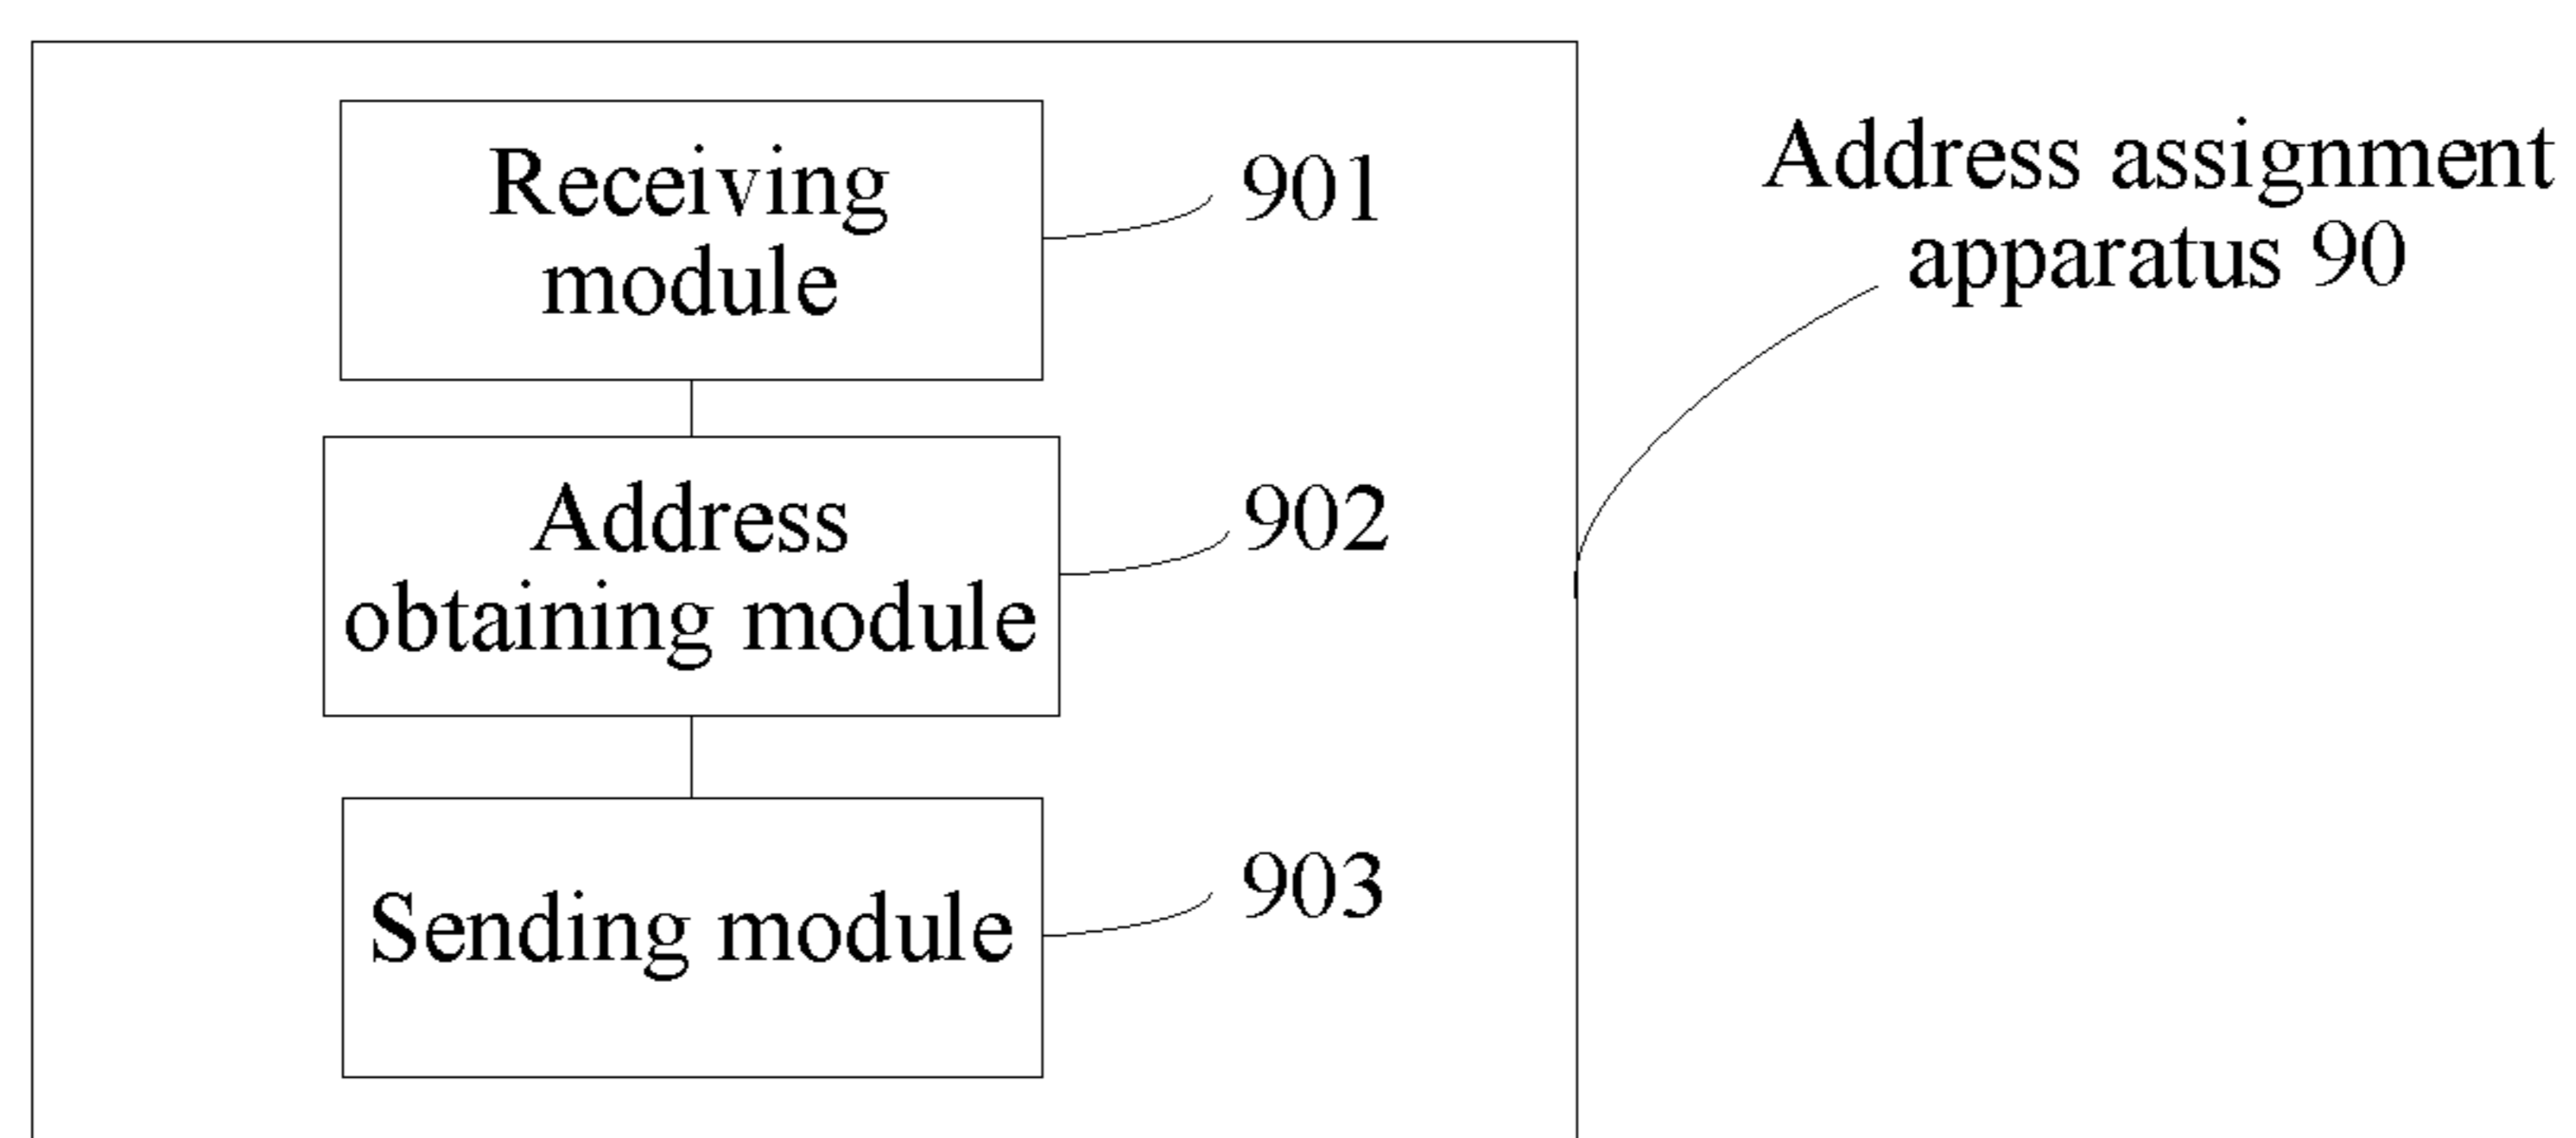 Receiving
module
901
Address assignment
apparatus 90
Address
obtaining module
902
Sending module
903